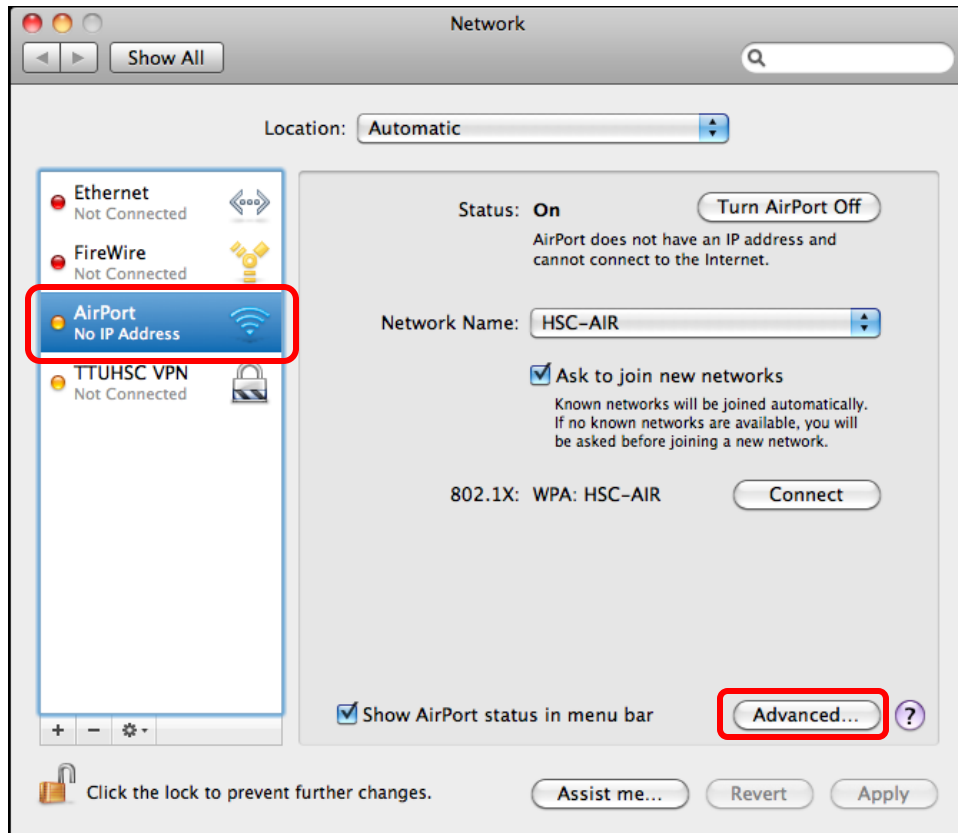 Network
Show All
Location: Automatic
Ethernet
Not Connected
FireWire
Not Connected
AirPort
No IP Address
TTUHSC VPN
Not Connected
Status: On
Turn AirPort Off
AirPort does not have an IP address and
cannot connect to the Internet.
Network Name: HSC-AIR
Ask to join new networks
Known networks will be joined automatically.
If no known networks are available, you will
be asked before joining a new network.
802.1X: WPA: HSC-AIR Connect
Show AirPort status in menu bar Advanced... ?
Click the lock to prevent further changes. Assist me... Revert Apply